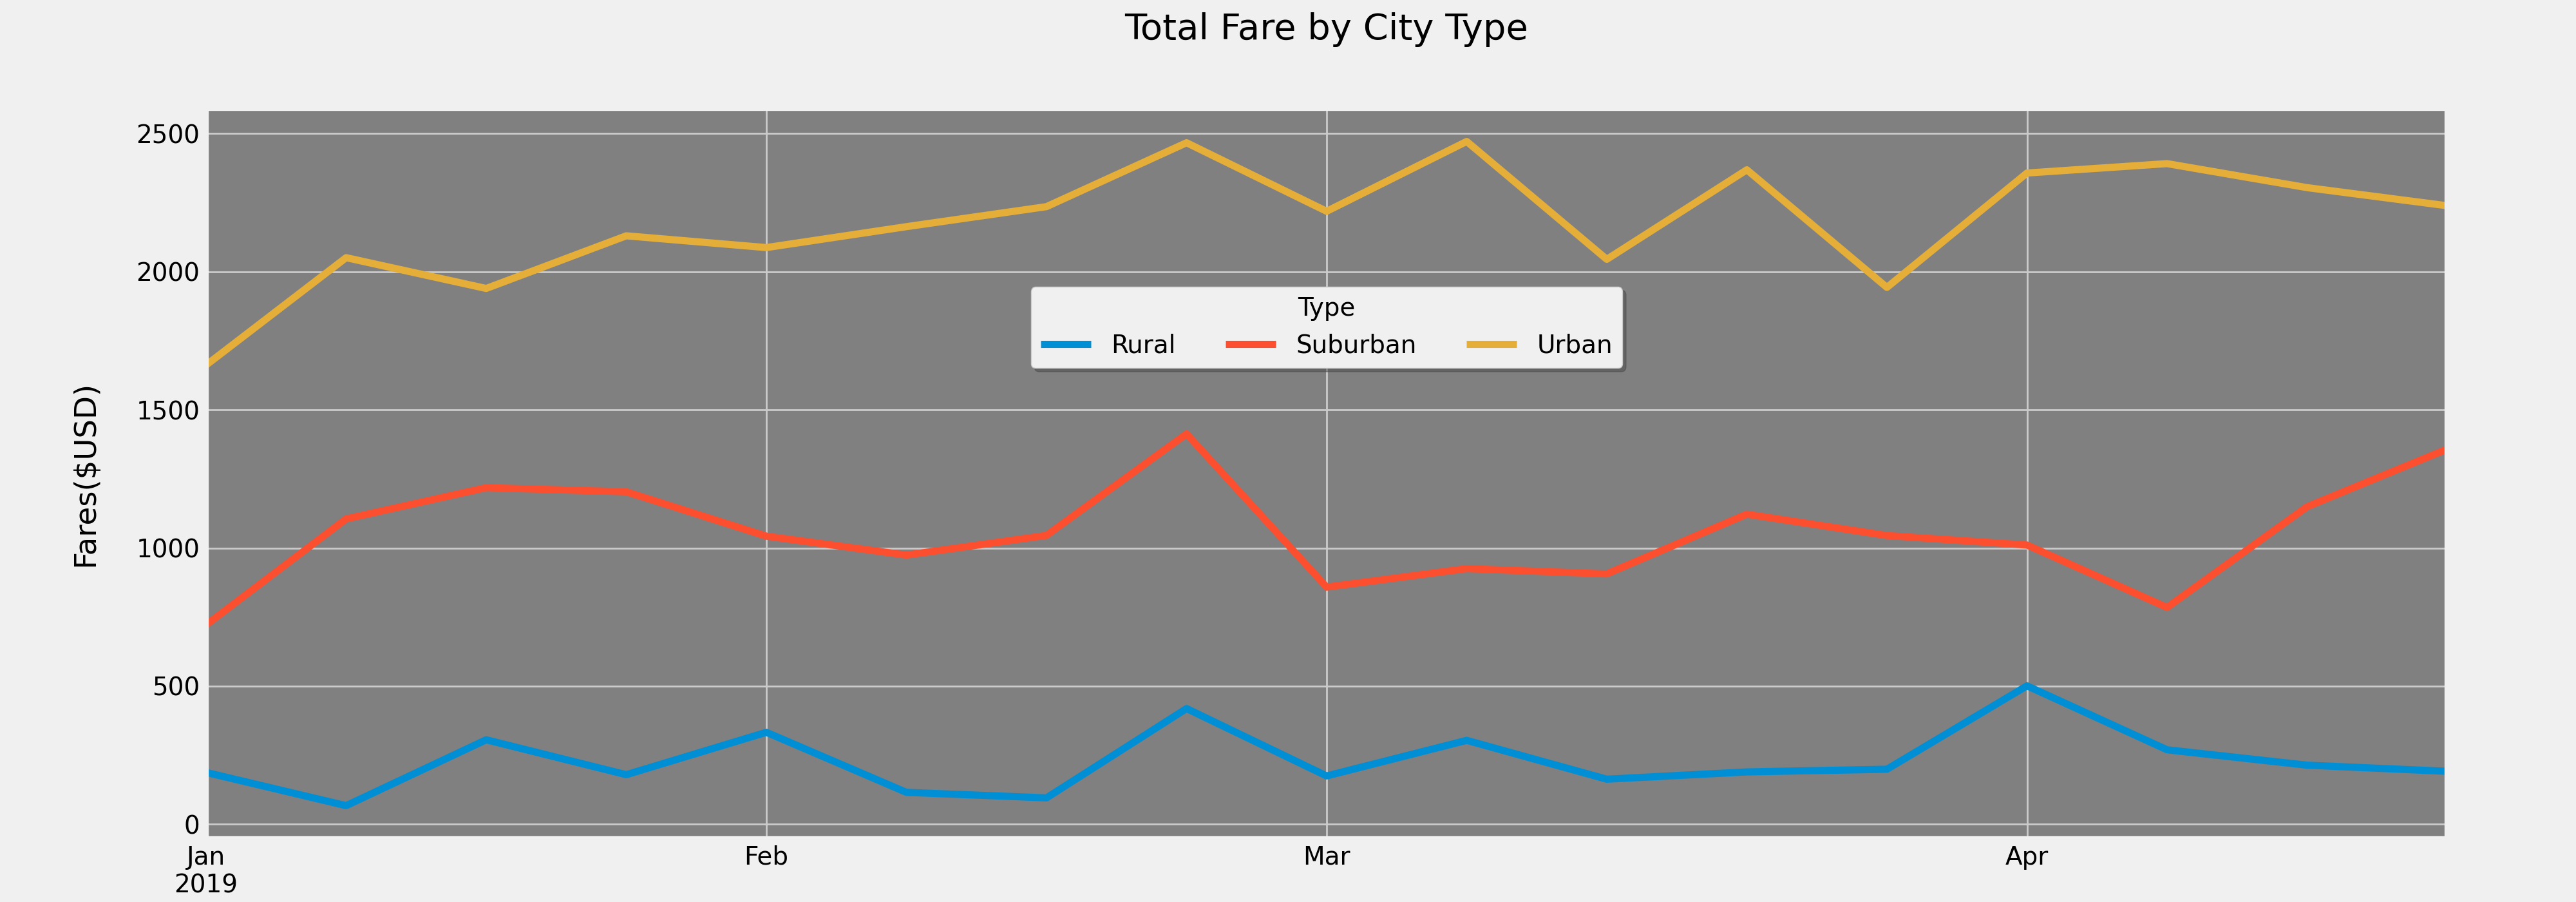 Total Fare by City Type
2500
2000
1500
1000
500
0
Fares($USD)
Type
Rural Suburban Urban
Jan Feb Mar Apr
2019